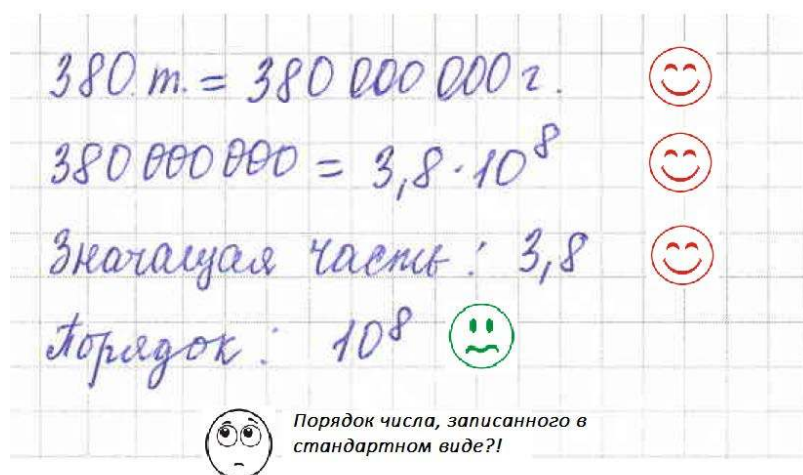 380 т. = 380 000 000 г.
380 000 000 = 3,8 · 10⁸
Значащая часть : 3,8
Порядок : 10⁸
Порядок числа, записанного в
стандартном виде?!